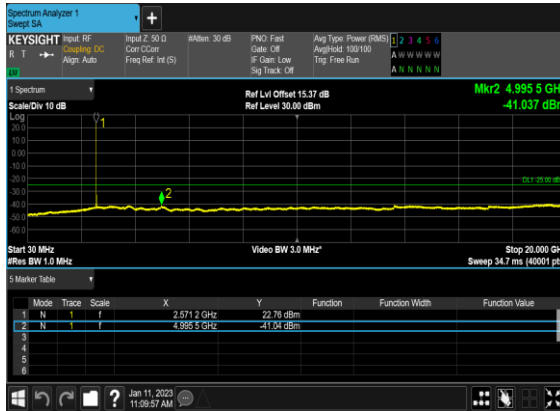 Spectrum Analyzer 1
Swept SA
KEYSIGHT
R T
Input: RF
Coupling: DC
Align: Auto
Input Z: 50 Ω
Corr CCorr
Freq Ref: Int (S)
#Atten: 30 dB
PNO: Fast
Gate: Off
IF Gain: Low
Sig Track: Off
Avg Type: Power (RMS)
Avg|Hold: 100/100
Trig: Free Run
1 2 3 4 5 6
A W W W W W
A N N N N N
1 Spectrum
Scale/Div 10 dB
Log
Ref Lvl Offset 15.37 dB
Ref Level 30.00 dBm
Mkr2 4.995 5 GH
-41.037 dBr
20.0
10.0
0.00
-10.0
-20.0
-30.0
-40.0
-50.0
-60.0
1
2
DL1 -25.00 dB
Start 30 MHz
#Res BW 1.0 MHz
Video BW 3.0 MHz*
Stop 20.000 GH
Sweep 34.7 ms (40001 pt
5 Marker Table
Mode Trace Scale X Y Function Function Width Function Value
1 N 1 f 2.571 2 GHz 22.76 dBm
2 N 1 f 4.995 5 GHz -41.04 dBm
3
4
5
6
?
Jan 11, 2023
11:09:57 AM